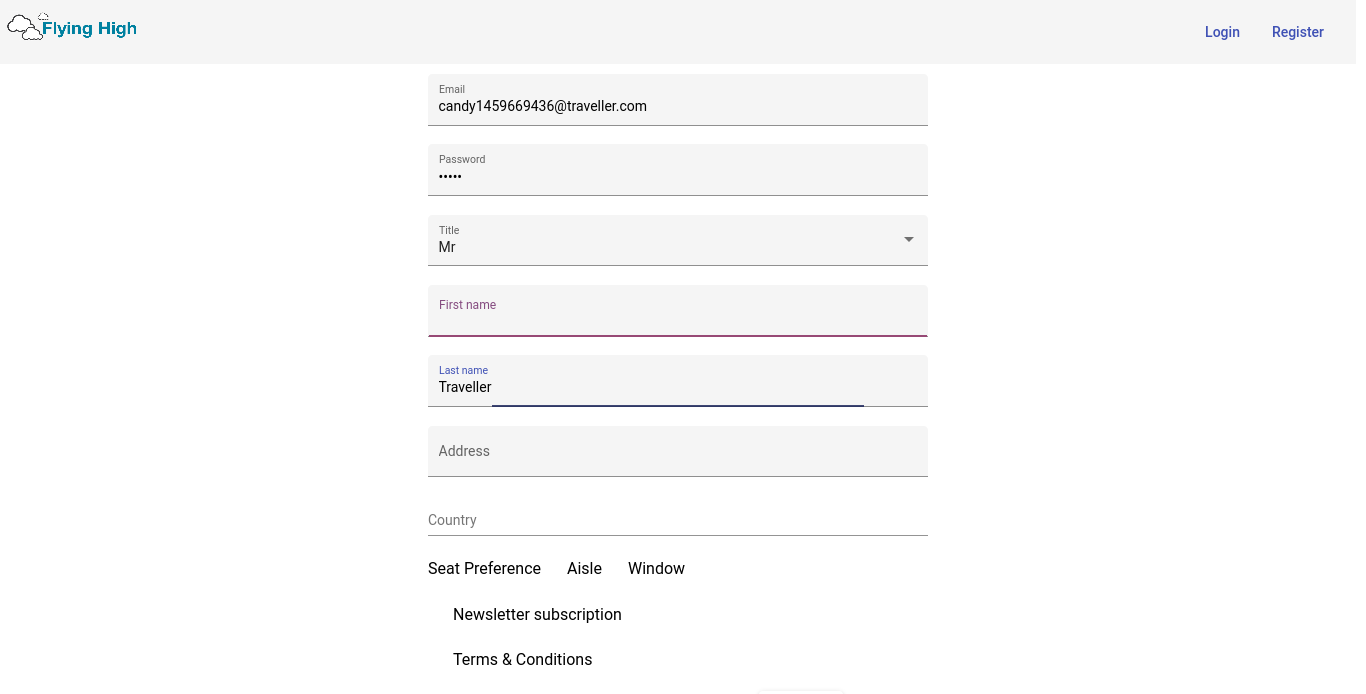 Flying High
Login
Register
Email
candy1459669436@traveller.com
Password
•••••
Title
Mr
First name
Last name
Traveller
Address
Country
Seat Preference Aisle Window
Newsletter subscription
Terms & Conditions